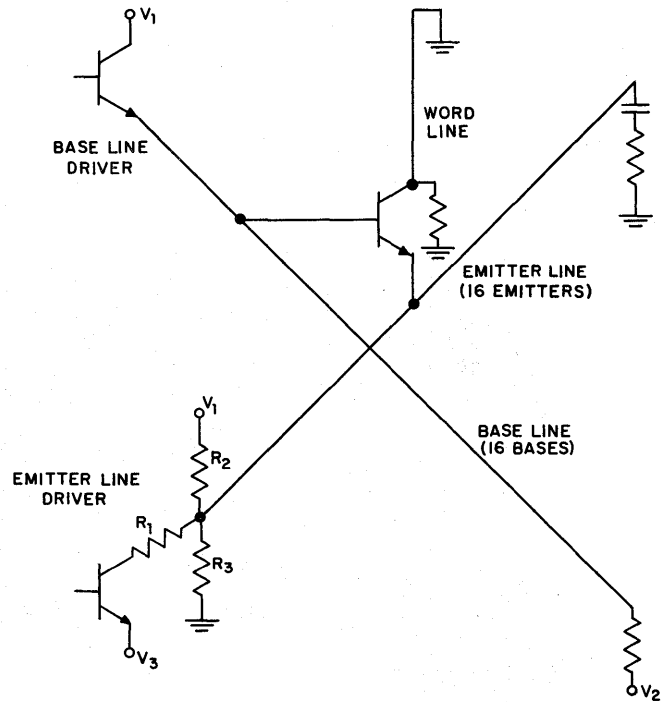 V1
BASE LINE
DRIVER
WORD
LINE
EMITTER LINE
(16 EMITTERS)
V1
R2
EMITTER LINE
DRIVER
R1
R3
V3
BASE LINE
(16 BASES)
V2